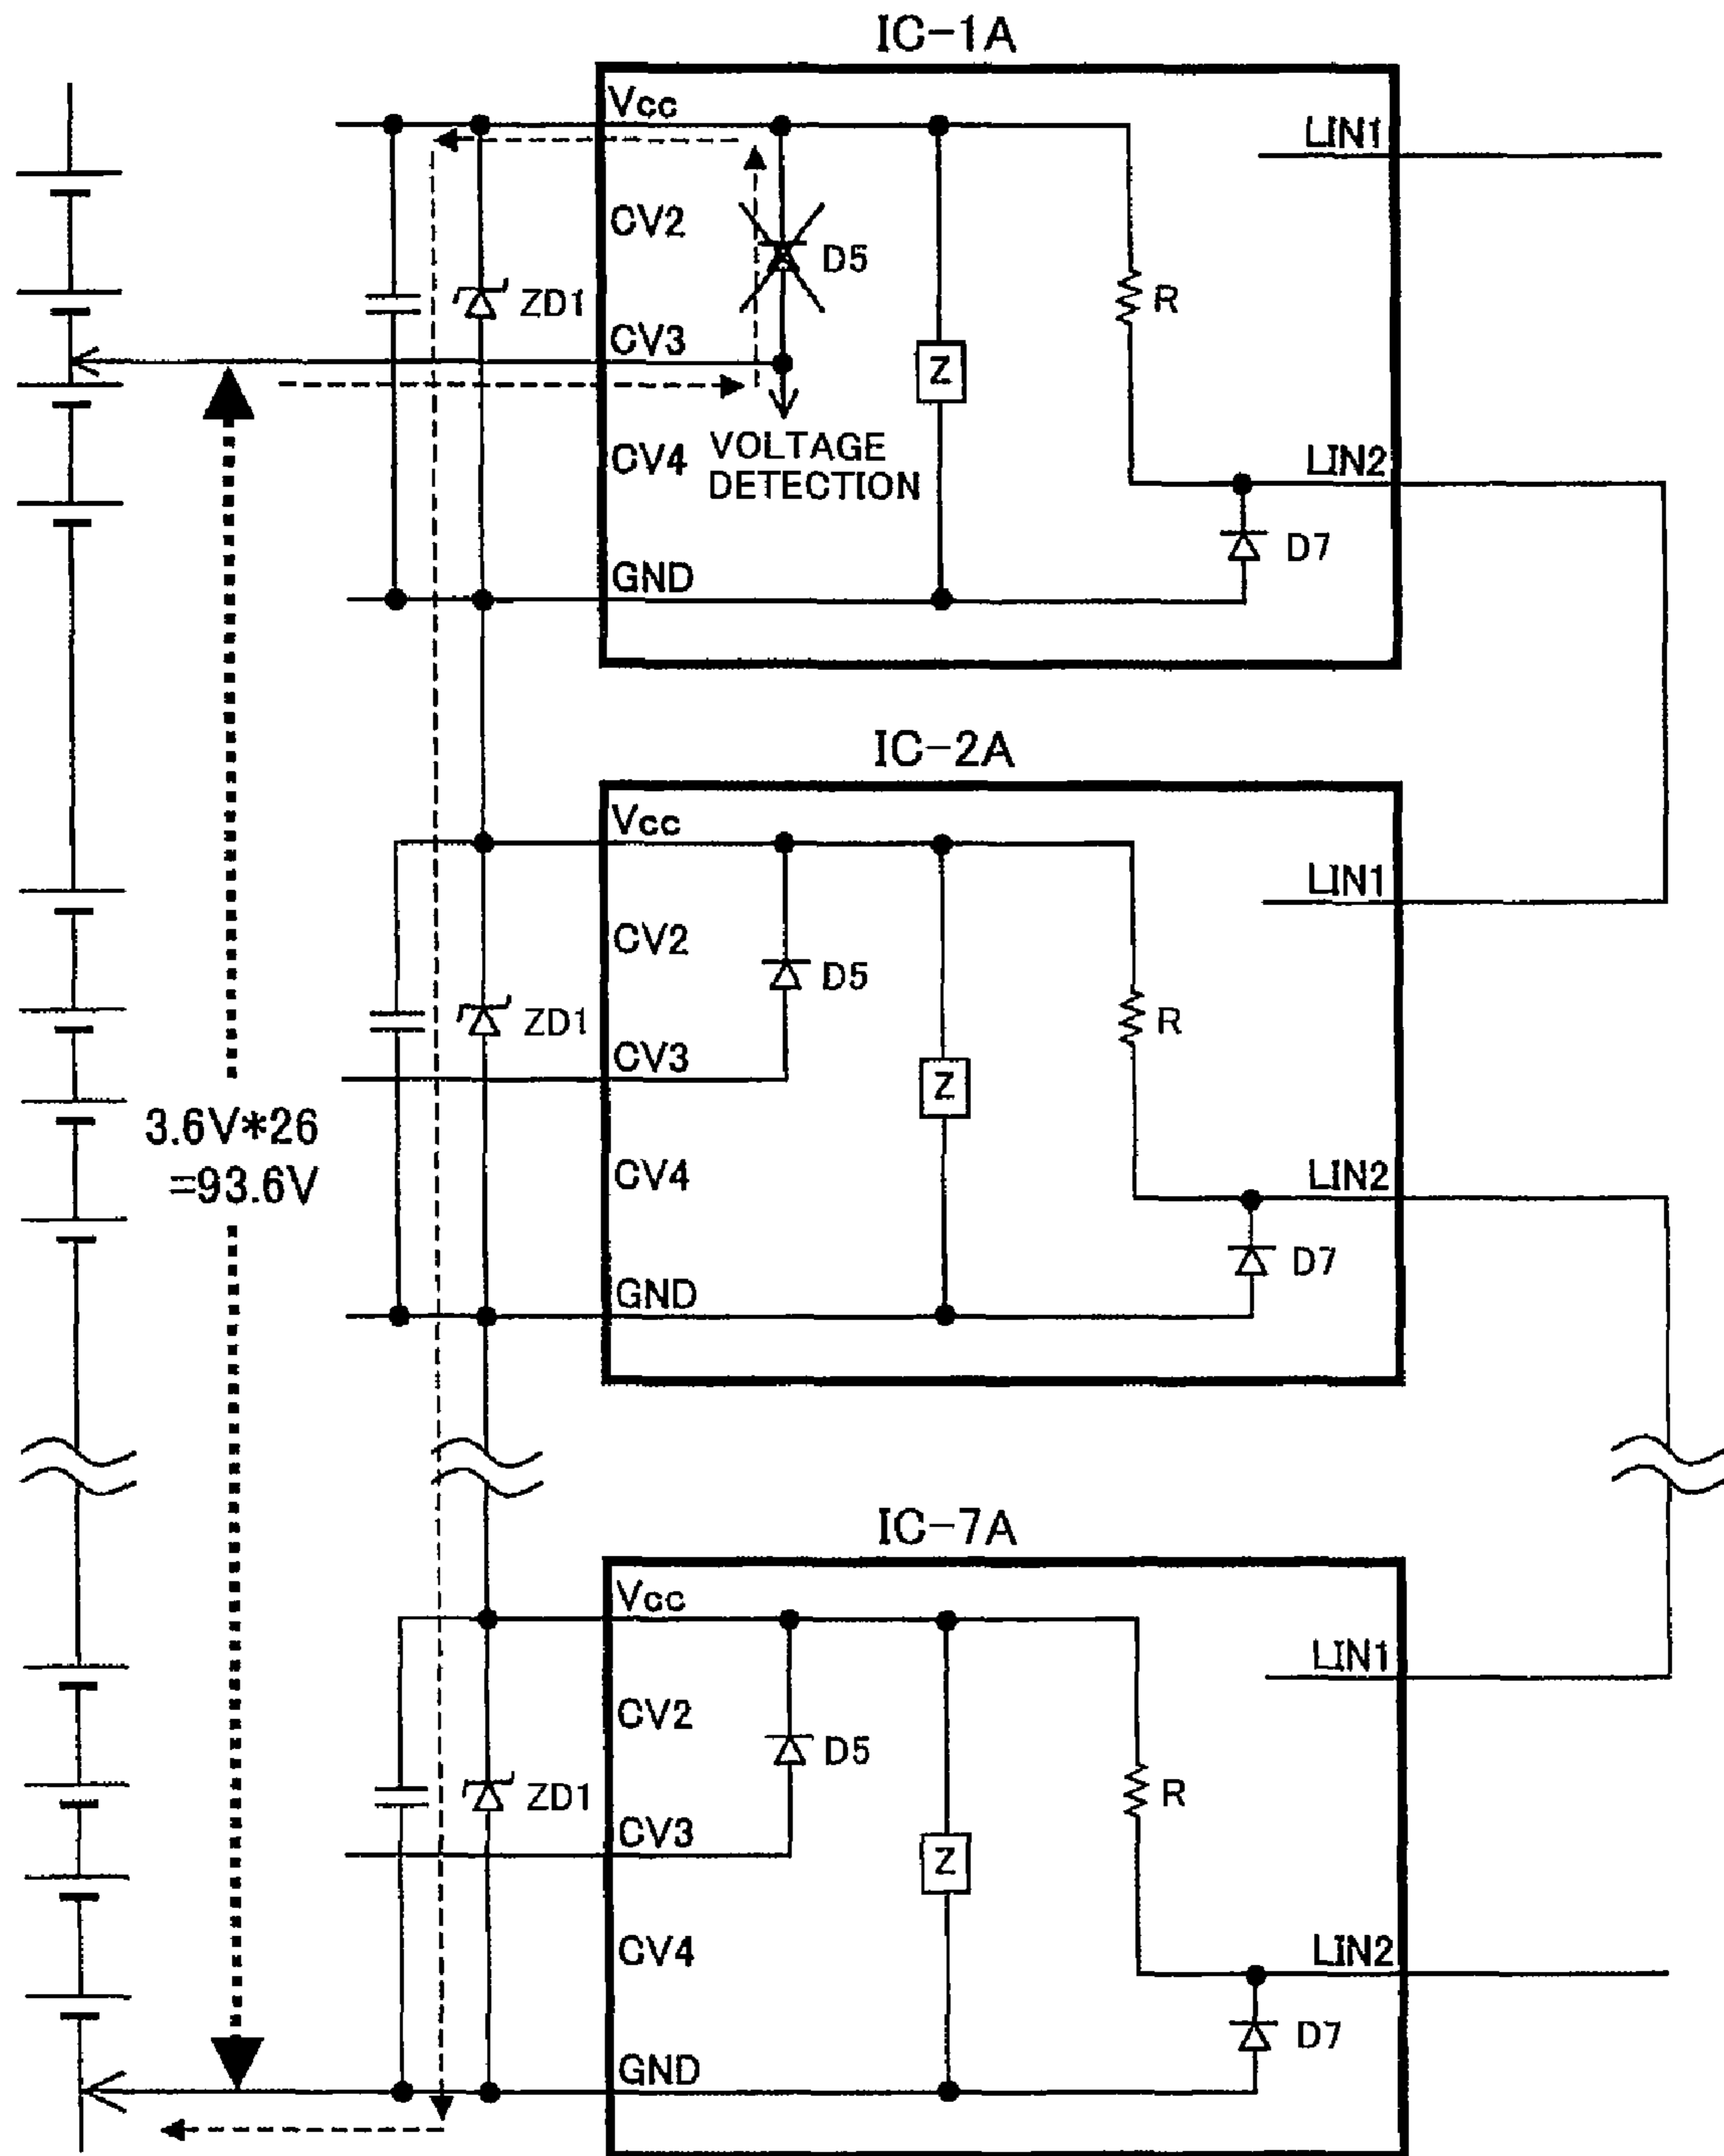 IC-1A
Vcc
LIN1
CV2
D5
ZD1
R
CV3
Z
CV4
VOLTAGE
DETECTION
LIN2
D7
GND
IC-2A
Vcc
LIN1
CV2
D5
ZD1
R
CV3
Z
3.6V*26
=93.6V
CV4
LIN2
D7
GND
IC-7A
Vcc
LIN1
CV2
D5
ZD1
R
CV3
Z
CV4
LIN2
D7
GND